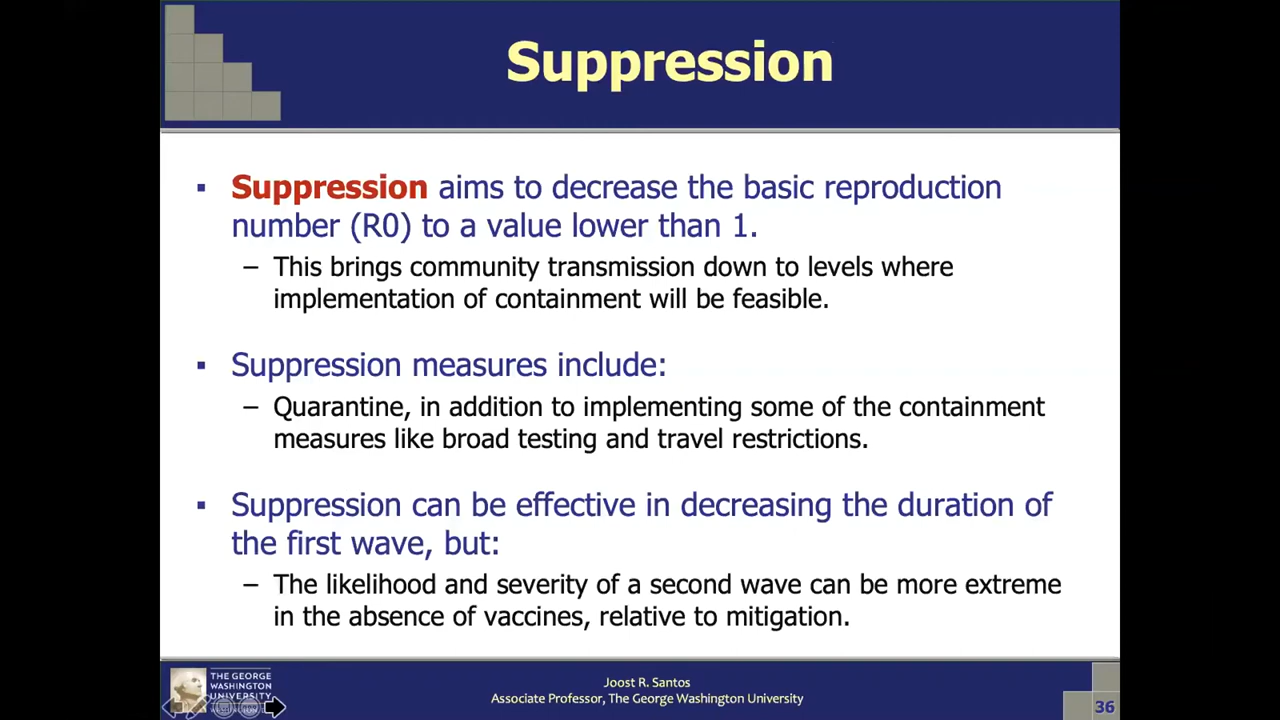 Suppression
▪ Suppression aims to decrease the basic reproduction
number (R0) to a value lower than 1.
– This brings community transmission down to levels where
implementation of containment will be feasible.
▪ Suppression measures include:
– Quarantine, in addition to implementing some of the containment
measures like broad testing and travel restrictions.
▪ Suppression can be effective in decreasing the duration of
the first wave, but:
– The likelihood and severity of a second wave can be more extreme
in the absence of vaccines, relative to mitigation.
THE GEORGE
WASHINGTON
UNIVERSITY
Joost R. Santos
Associate Professor, The George Washington University
36